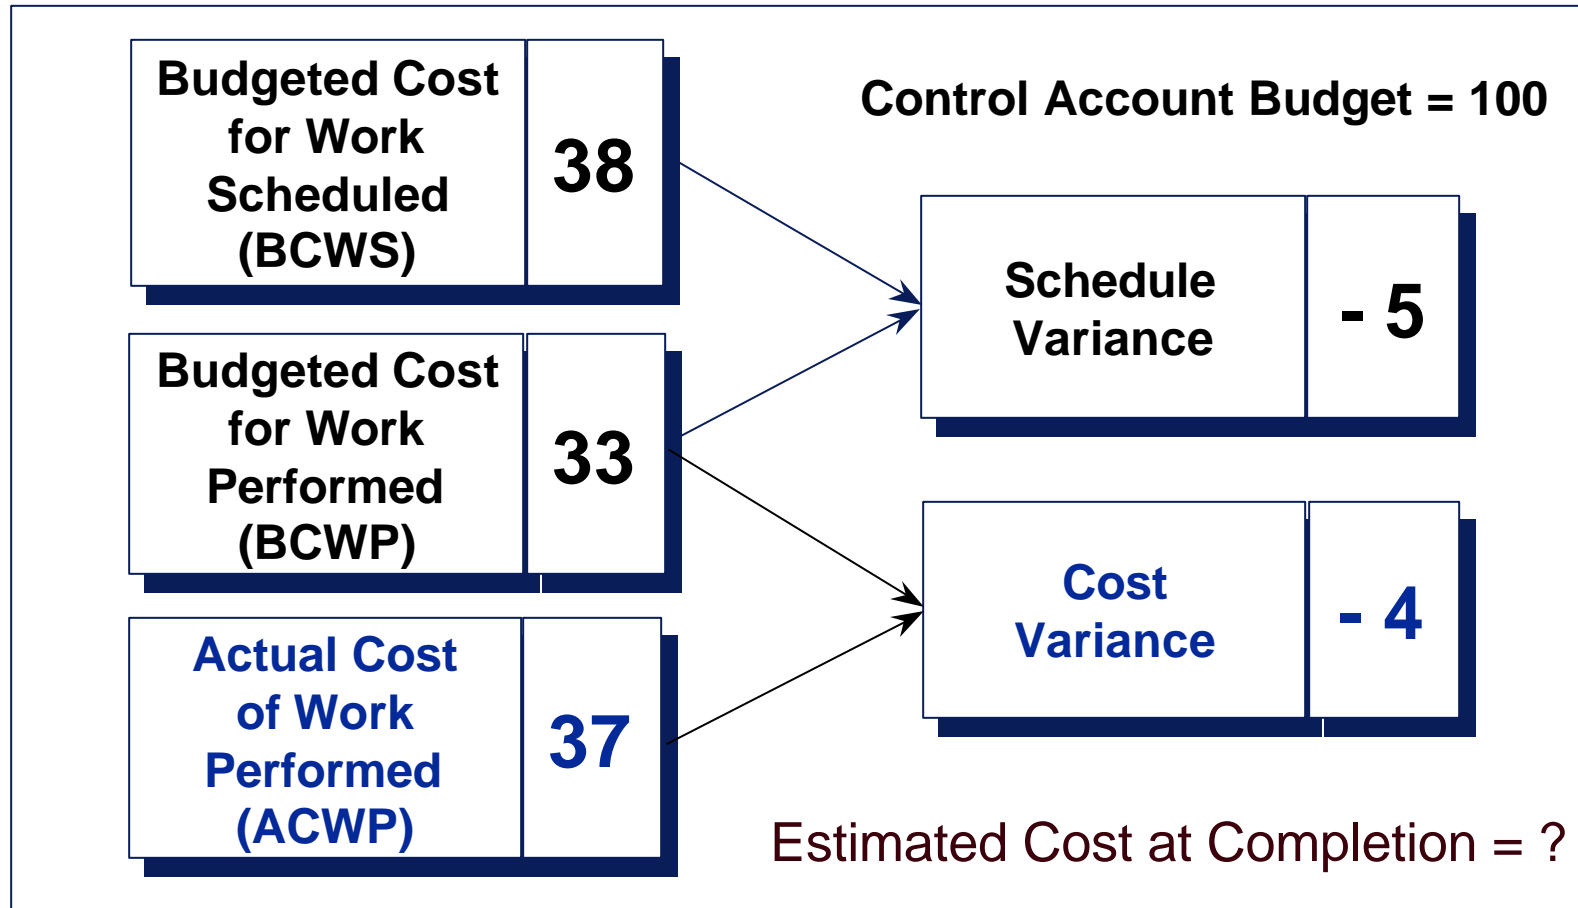 Budgeted Cost
for Work
Scheduled
(BCWS)
38
Control Account Budget = 100
Schedule
Variance
- 5
Budgeted Cost
for Work
Performed
(BCWP)
33
Cost
Variance
- 4
Actual Cost
of Work
Performed
(ACWP)
37
Estimated Cost at Completion = ?